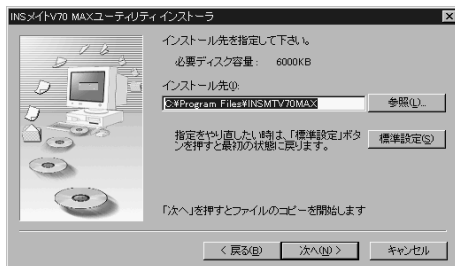 INSメイトV70 MAXユーティリティ インストーラ
インストール先を指定して下さい。
必要ディスク容量： 6000KB
インストール先(I):
C:¥Program Files¥INSMTV70MAX
参照(L)...
指定をやり直したい時は、「標準設定」ボタ
ンを押すと最初の状態に戻ります。
標準設定(S)
「次へ」を押すとファイルのコピーを開始します
< 戻る(B)
次へ(N) >
キャンセル